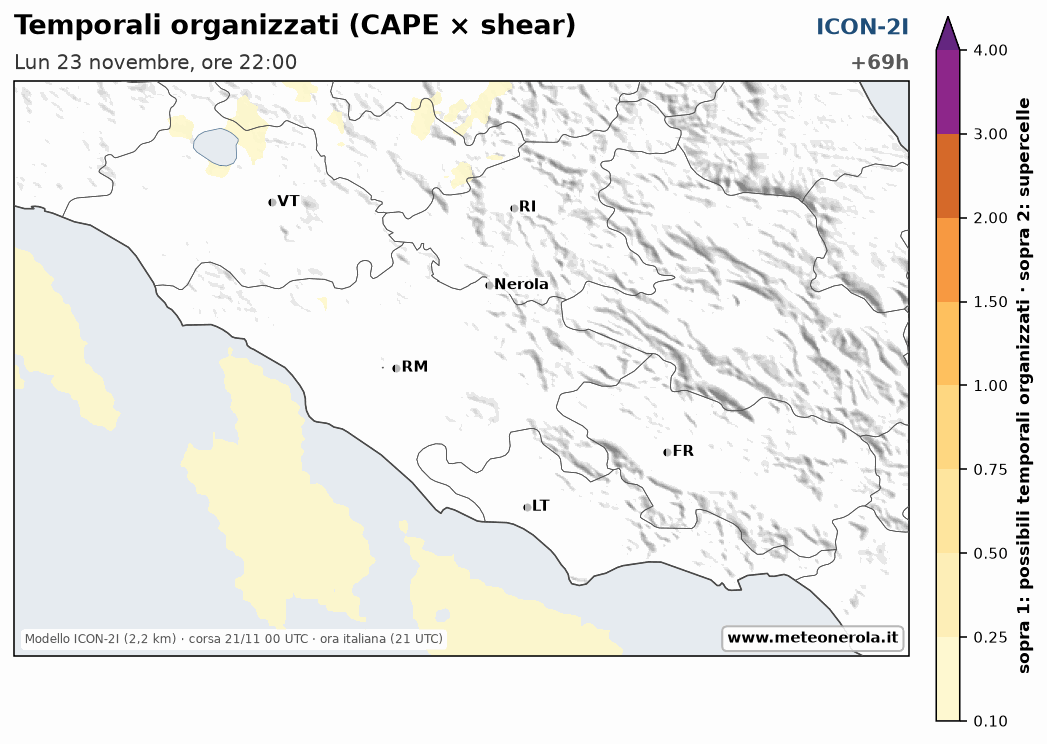 Temporali organizzati (CAPE × shear)
ICON-2I
Lun 23 novembre, ore 22:00
+69h
VT
RI
Nerola
RM
FR
LT
Modello ICON-2I (2,2 km) · corsa 21/11 00 UTC · ora italiana (21 UTC)
www.meteonerola.it
4.00
3.00
2.00
1.50
1.00
0.75
0.50
0.25
0.10
sopra 1: possibili temporali organizzati · sopra 2: supercelle